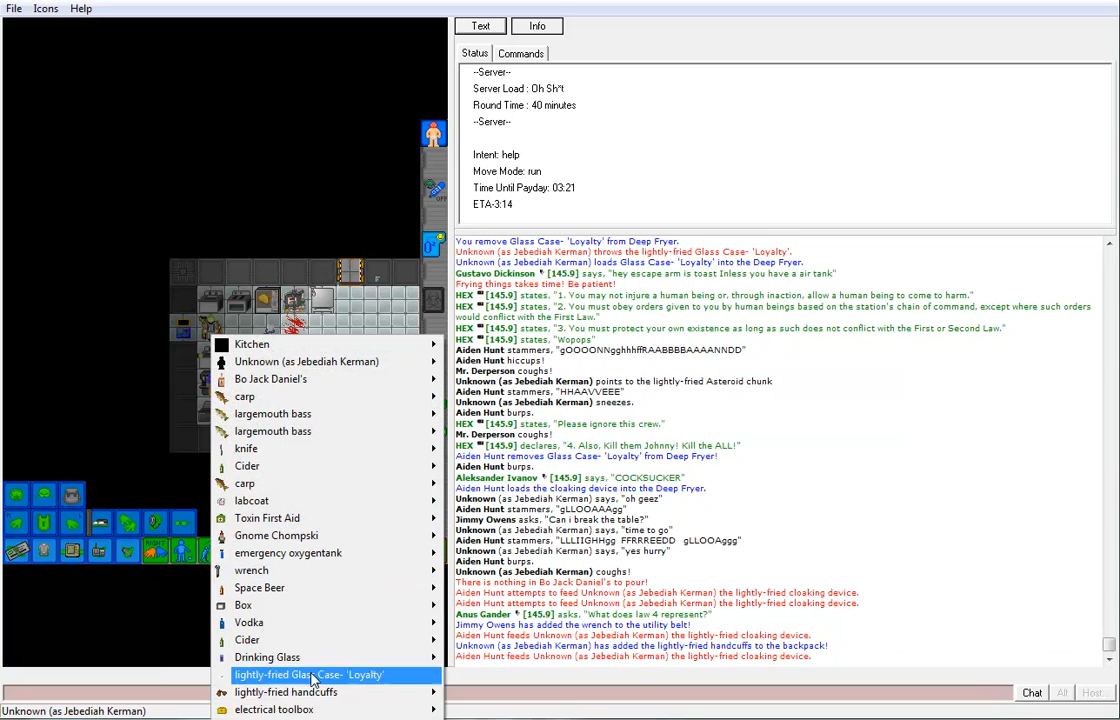 File Icons Help
Text Info
Status Commands
--Server--
Server Load : Oh Sh*t
Round Time : 40 minutes
--Server--
Intent: help
Move Mode: run
Time Until Payday: 03:21
ETA-3:14
OFF
You remove Glass Case- 'Loyalty' from Deep Fryer.
Unknown (as Jebediah Kerman) throws the lightly-fried Glass Case- 'Loyalty'.
Unknown (as Jebediah Kerman) loads Glass Case- 'Loyalty' into the Deep Fryer.
Gustavo Dickinson [145.9] says, "hey escape arm is toast Inless you have a air tank"
Frying things takes time! Be patient!
HEX [145.9] states, "1. You may not injure a human being or, through inaction, allow a human being to come to harm."
HEX [145.9] states, "2. You must obey orders given to you by human beings based on the station's chain of command, except where such orders
would conflict with the First Law."
HEX [145.9] states, "3. You must protect your own existence as long as such does not conflict with the First or Second Law."
HEX [145.9] states, "Wopops"
Aiden Hunt stammers, "gOOOONNgghhhffRAABBBBAAAANNDD"
Aiden Hunt hiccups!
Mr. Derperson coughs!
Unknown (as Jebediah Kerman) points to the lightly-fried Asteroid chunk
Aiden Hunt stammers, "HHAAVVEEE"
Unknown (as Jebediah Kerman) sneezes.
Aiden Hunt burps.
HEX [145.9] states, "Please ignore this crew."
Mr. Derperson coughs!
HEX [145.9] declares, "4. Also, Kill them Johnny! Kill the ALL!"
Aiden Hunt removes Glass Case- 'Loyalty' from Deep Fryer!
Aiden Hunt burps.
Aleksander Ivanov [145.9] says, "COCKSUCKER"
Aiden Hunt loads the cloaking device into the Deep Fryer.
Unknown (as Jebediah Kerman) says, "oh geez"
Aiden Hunt stammers, "gLLOOAAAgg"
Jimmy Owens asks, "Can i break the table?"
Unknown (as Jebediah Kerman) says, "time to go"
Aiden Hunt stammers, "LLLIIGHHgg FFRRREEDD gLLOOAggg"
Unknown (as Jebediah Kerman) says, "yes hurry"
Aiden Hunt burps.
Unknown (as Jebediah Kerman) coughs!
There is nothing in Bo Jack Daniel's to pour!
Aiden Hunt attempts to feed Unknown (as Jebediah Kerman) the lightly-fried cloaking device.
Aiden Hunt attempts to feed Unknown (as Jebediah Kerman) the lightly-fried cloaking device.
Anus Gander [145.9] asks, "What does law 4 represent?"
Jimmy Owens has added the wrench to the utility belt!
Aiden Hunt feeds Unknown (as Jebediah Kerman) the lightly-fried cloaking device.
Unknown (as Jebediah Kerman) has added the lightly-fried handcuffs to the backpack!
Aiden Hunt feeds Unknown (as Jebediah Kerman) the lightly-fried cloaking device.
Kitchen
Unknown (as Jebediah Kerman)
Bo Jack Daniel's
carp
largemouth bass
largemouth bass
knife
Cider
carp
labcoat
Toxin First Aid
Gnome Chompski
emergency oxygentank
wrench
Space Beer
Box
Vodka
Cider
Drinking Glass
lightly-fried Glass Case- 'Loyalty'
lightly-fried handcuffs
electrical toolbox
RIGHT
Chat Alt Host..
Unknown (as Jebediah Kerman)